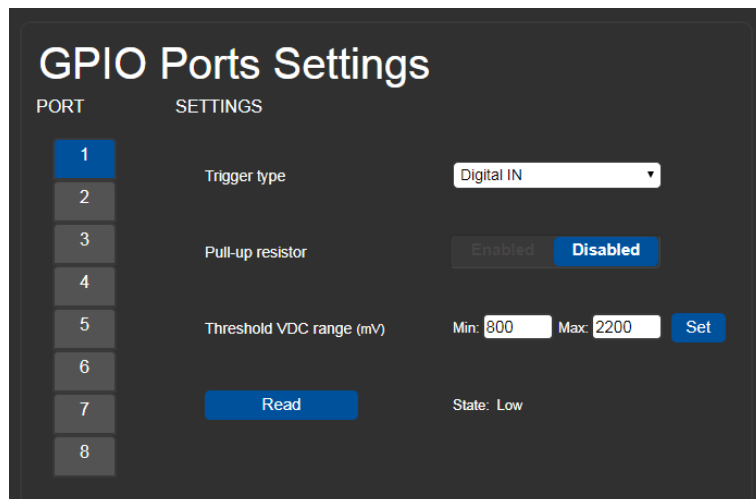 GPIO Ports Settings
PORT SETTINGS
1
Trigger type Digital IN
2
3
Pull-up resistor Enabled Disabled
4
5
Threshold VDC range (mV) Min: 800 Max: 2200 Set
6
7
Read State: Low
8